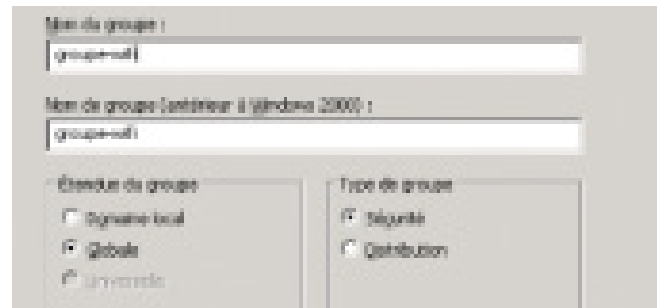 Nom du groupe :
groupe-wifi
Nom de groupe (antérieur à Windows 2000) :
groupe-wifi
Étendue du groupe
Domaine local
Globale
Universelle
Type de groupe
Sécurité
Distribution